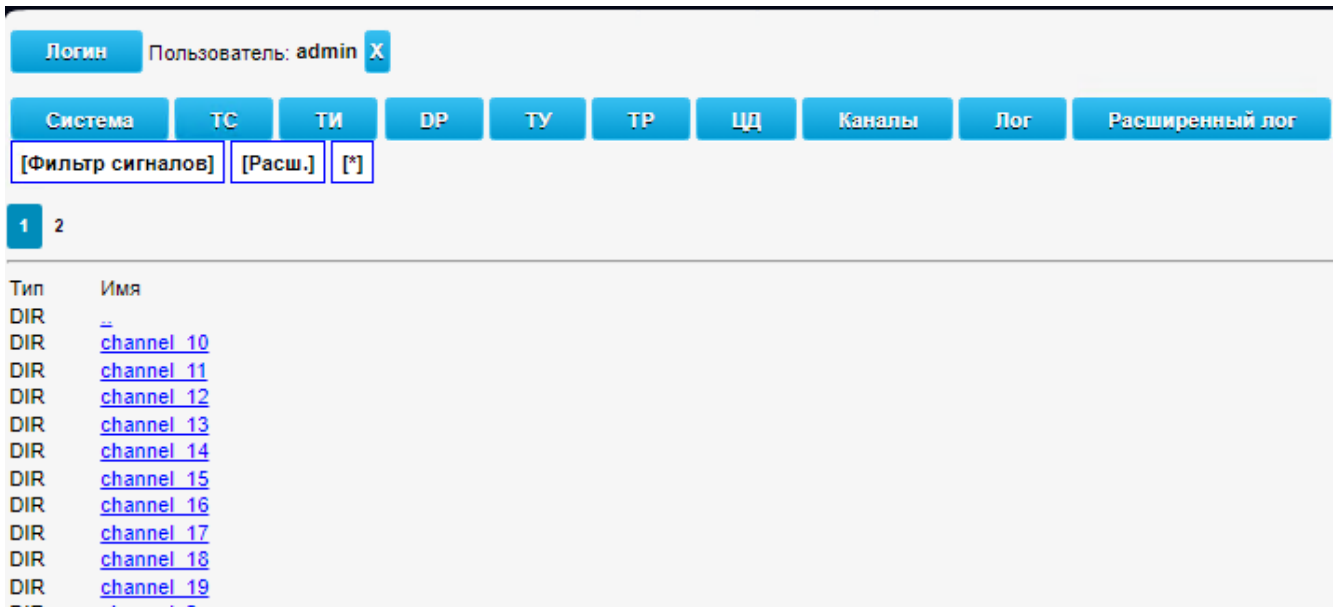 Логин Пользователь: admin X
Система ТС ТИ DP ТУ ТР ЦД Каналы Лог Расширенный лог
[Фильтр сигналов] [Расш.] [*]
1 2
Тип Имя
DIR ..
DIR channel_10
DIR channel_11
DIR channel_12
DIR channel_13
DIR channel_14
DIR channel_15
DIR channel_16
DIR channel_17
DIR channel_18
DIR channel_19